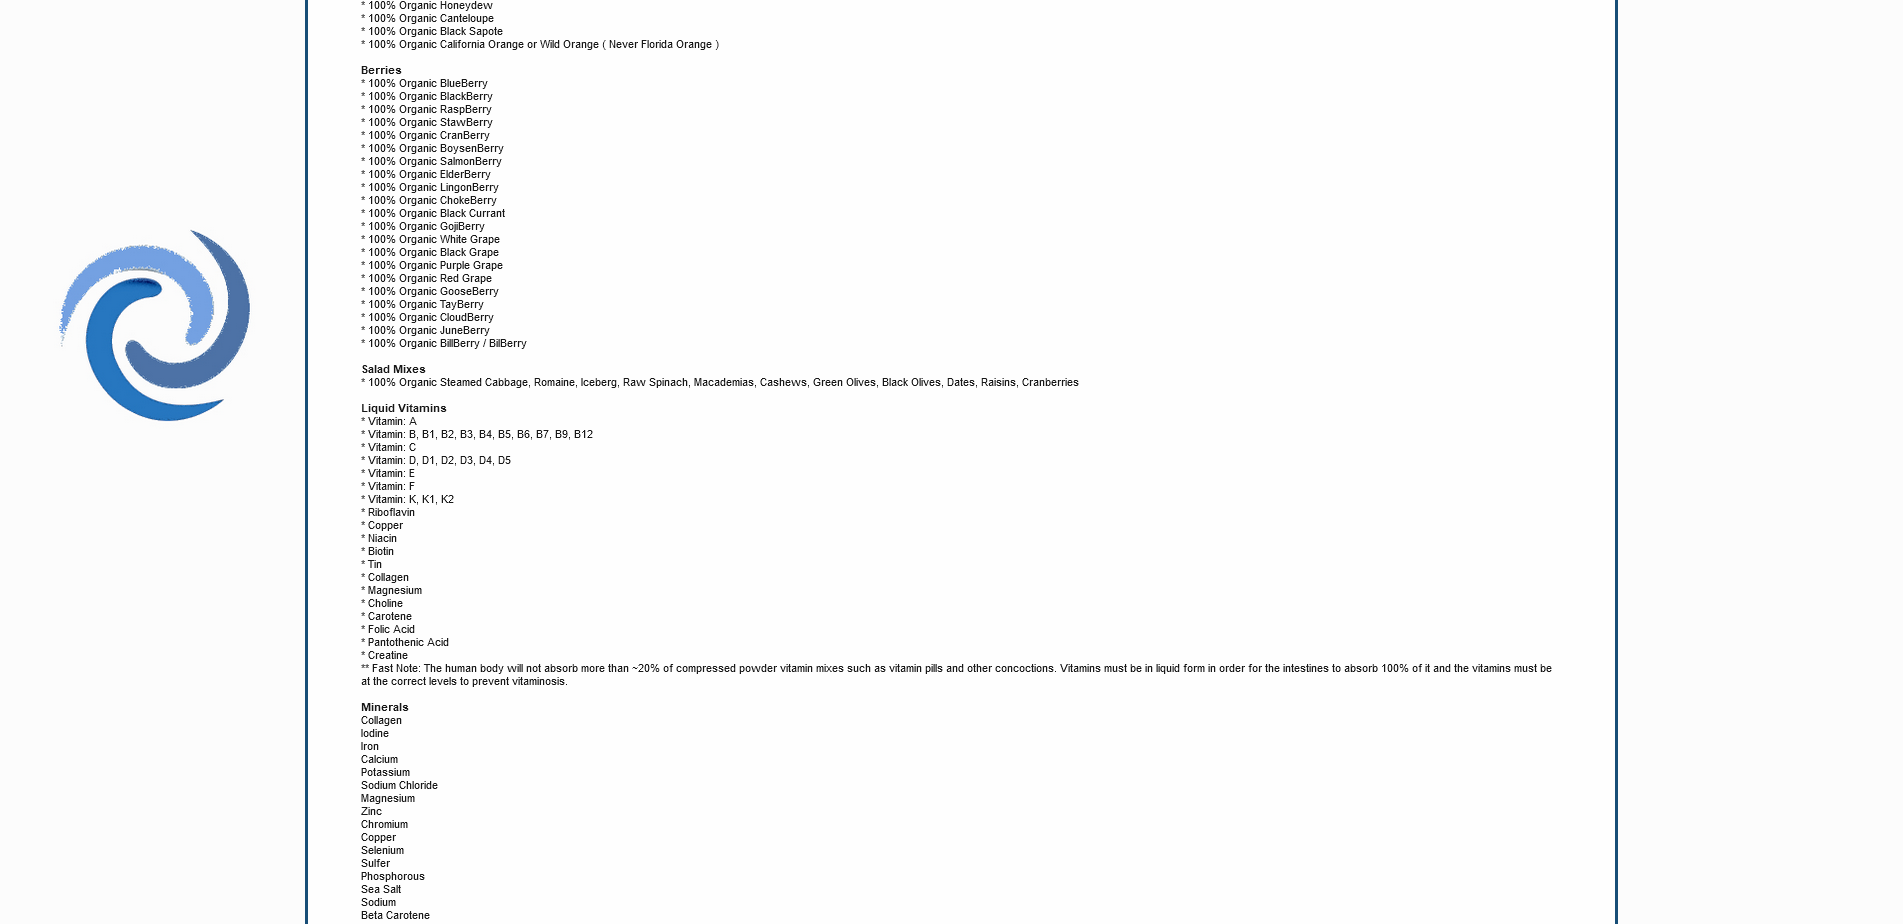 * 100% Organic Honeydew
* 100% Organic Canteloupe
* 100% Organic Black Sapote
* 100% Organic California Orange or Wild Orange ( Never Florida Orange )
Berries
* 100% Organic BlueBerry
* 100% Organic BlackBerry
* 100% Organic RaspBerry
* 100% Organic StawBerry
* 100% Organic CranBerry
* 100% Organic BoysenBerry
* 100% Organic SalmonBerry
* 100% Organic ElderBerry
* 100% Organic LingonBerry
* 100% Organic ChokeBerry
* 100% Organic Black Currant
* 100% Organic GojiBerry
* 100% Organic White Grape
* 100% Organic Black Grape
* 100% Organic Purple Grape
* 100% Organic Red Grape
* 100% Organic GooseBerry
* 100% Organic TayBerry
* 100% Organic CloudBerry
* 100% Organic JuneBerry
* 100% Organic BillBerry / BilBerry
Salad Mixes
* 100% Organic Steamed Cabbage, Romaine, Iceberg, Raw Spinach, Macademias, Cashews, Green Olives, Black Olives, Dates, Raisins, Cranberries
Liquid Vitamins
* Vitamin: A
* Vitamin: B, B1, B2, B3, B4, B5, B6, B7, B9, B12
* Vitamin: C
* Vitamin: D, D1, D2, D3, D4, D5
* Vitamin: E
* Vitamin: F
* Vitamin: K, K1, K2
* Riboflavin
* Copper
* Niacin
* Biotin
* Tin
* Collagen
* Magnesium
* Choline
* Carotene
* Folic Acid
* Pantothenic Acid
* Creatine
** Fast Note: The human body will not absorb more than ~20% of compressed powder vitamin mixes such as vitamin pills and other concoctions. Vitamins must be in liquid form in order for the intestines to absorb 100% of it and the vitamins must be
at the correct levels to prevent vitaminosis.
Minerals
Collagen
Iodine
Iron
Calcium
Potassium
Sodium Chloride
Magnesium
Zinc
Chromium
Copper
Selenium
Sulfer
Phosphorous
Sea Salt
Sodium
Beta Carotene